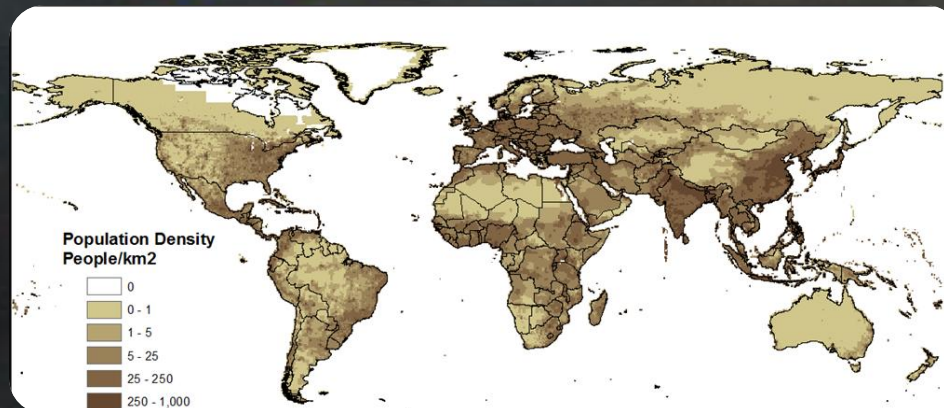 Population Density
People/km2
0
0 - 1
1 - 5
5 - 25
25 - 250
250 - 1,000